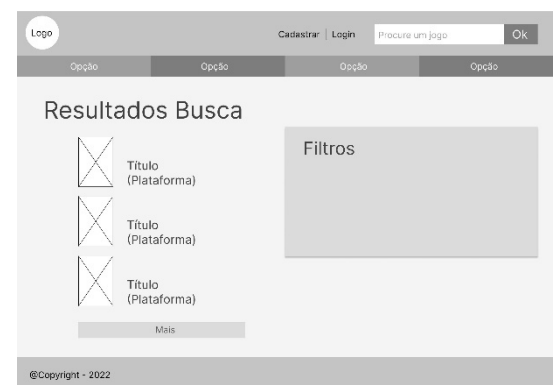 Logo
Cadastrar | Login
Procure um jogo
Ok
Opção
Opção
Opção
Opção
Resultados Busca
Filtros
Título
(Plataforma)
Título
(Plataforma)
Título
(Plataforma)
Mais
@Copyright - 2022